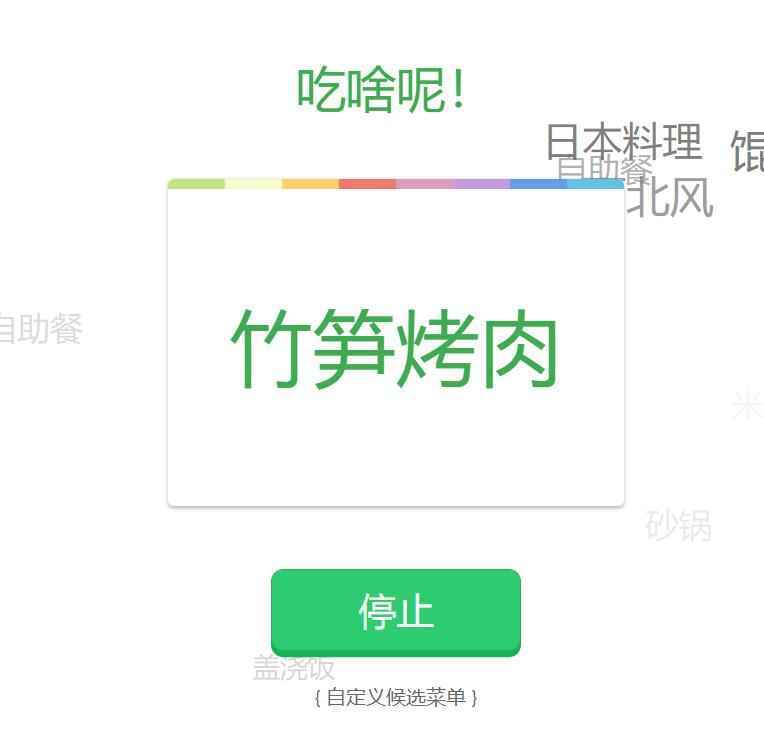 吃啥呢！
日本料理
馄
自助餐
北风
竹笋烤肉
自助餐
米
砂锅
停止
盖浇饭
{ 自定义候选菜单 }